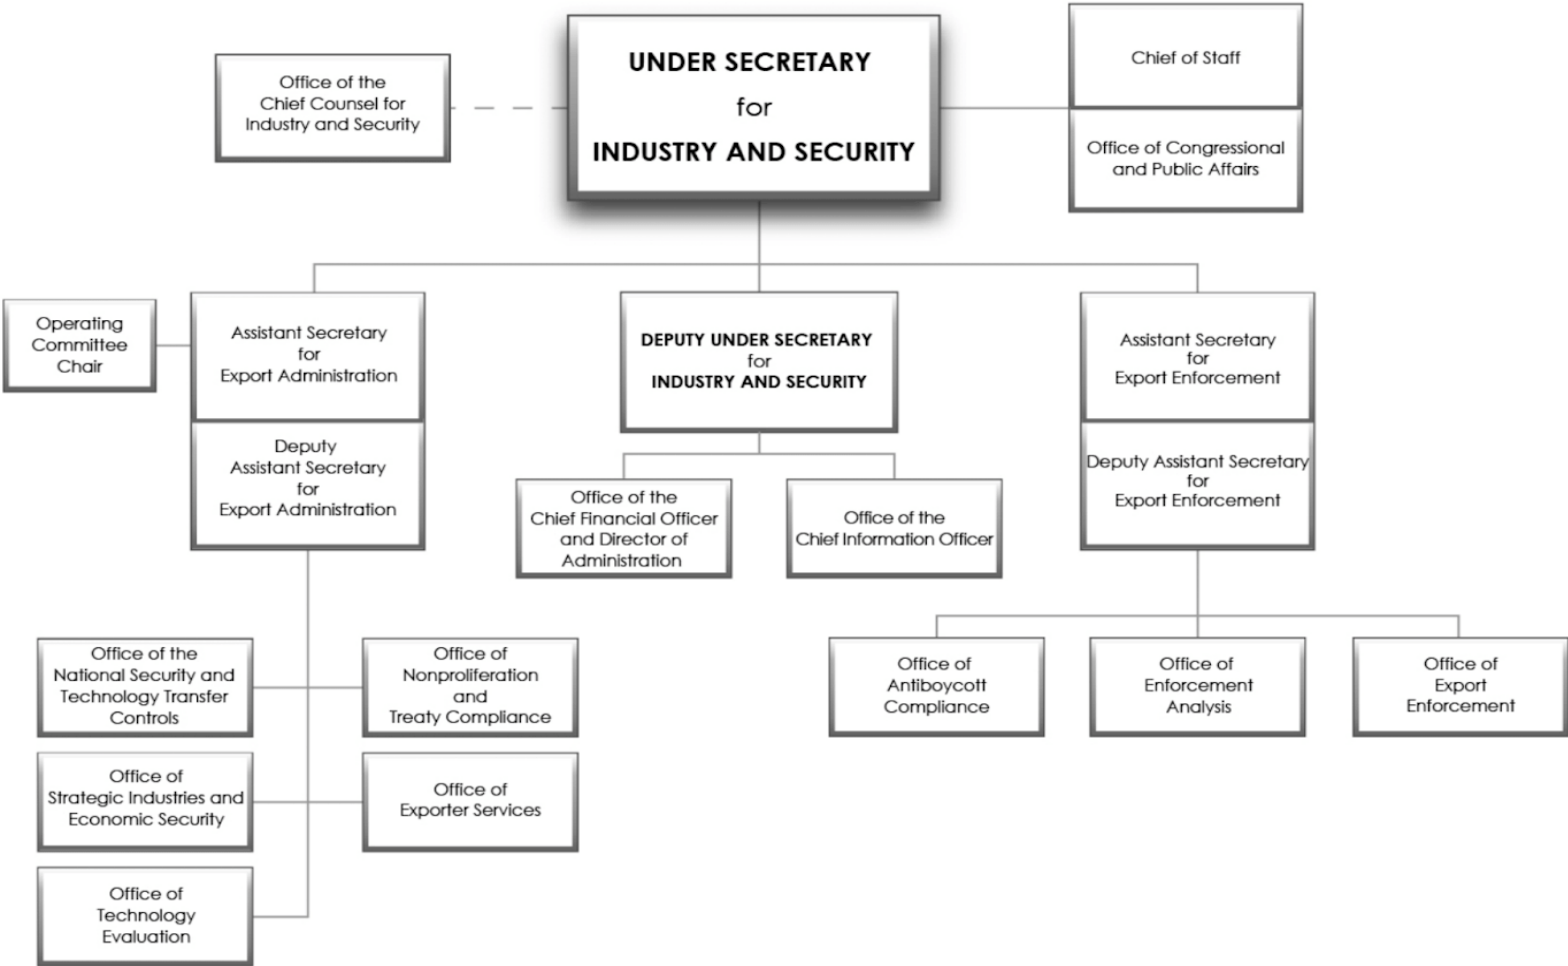 Office of the
Chief Counsel for
Industry and Security
UNDER SECRETARY
for
INDUSTRY AND SECURITY
Chief of Staff
Office of Congressional
and Public Affairs
Operating
Committee
Chair
Assistant Secretary
for
Export Administration
Deputy
Assistant Secretary
for
Export Administration
DEPUTY UNDER SECRETARY
for
INDUSTRY AND SECURITY
Assistant Secretary
for
Export Enforcement
Deputy Assistant Secretary
for
Export Enforcement
Office of the
Chief Financial Officer
and Director of
Administration
Office of the
Chief Information Officer
Office of the
National Security and
Technology Transfer
Controls
Office of
Nonproliferation
and
Treaty Compliance
Office of
Antiboycott
Compliance
Office of
Enforcement
Analysis
Office of
Export
Enforcement
Office of
Strategic Industries and
Economic Security
Office of
Exporter Services
Office of
Technology
Evaluation